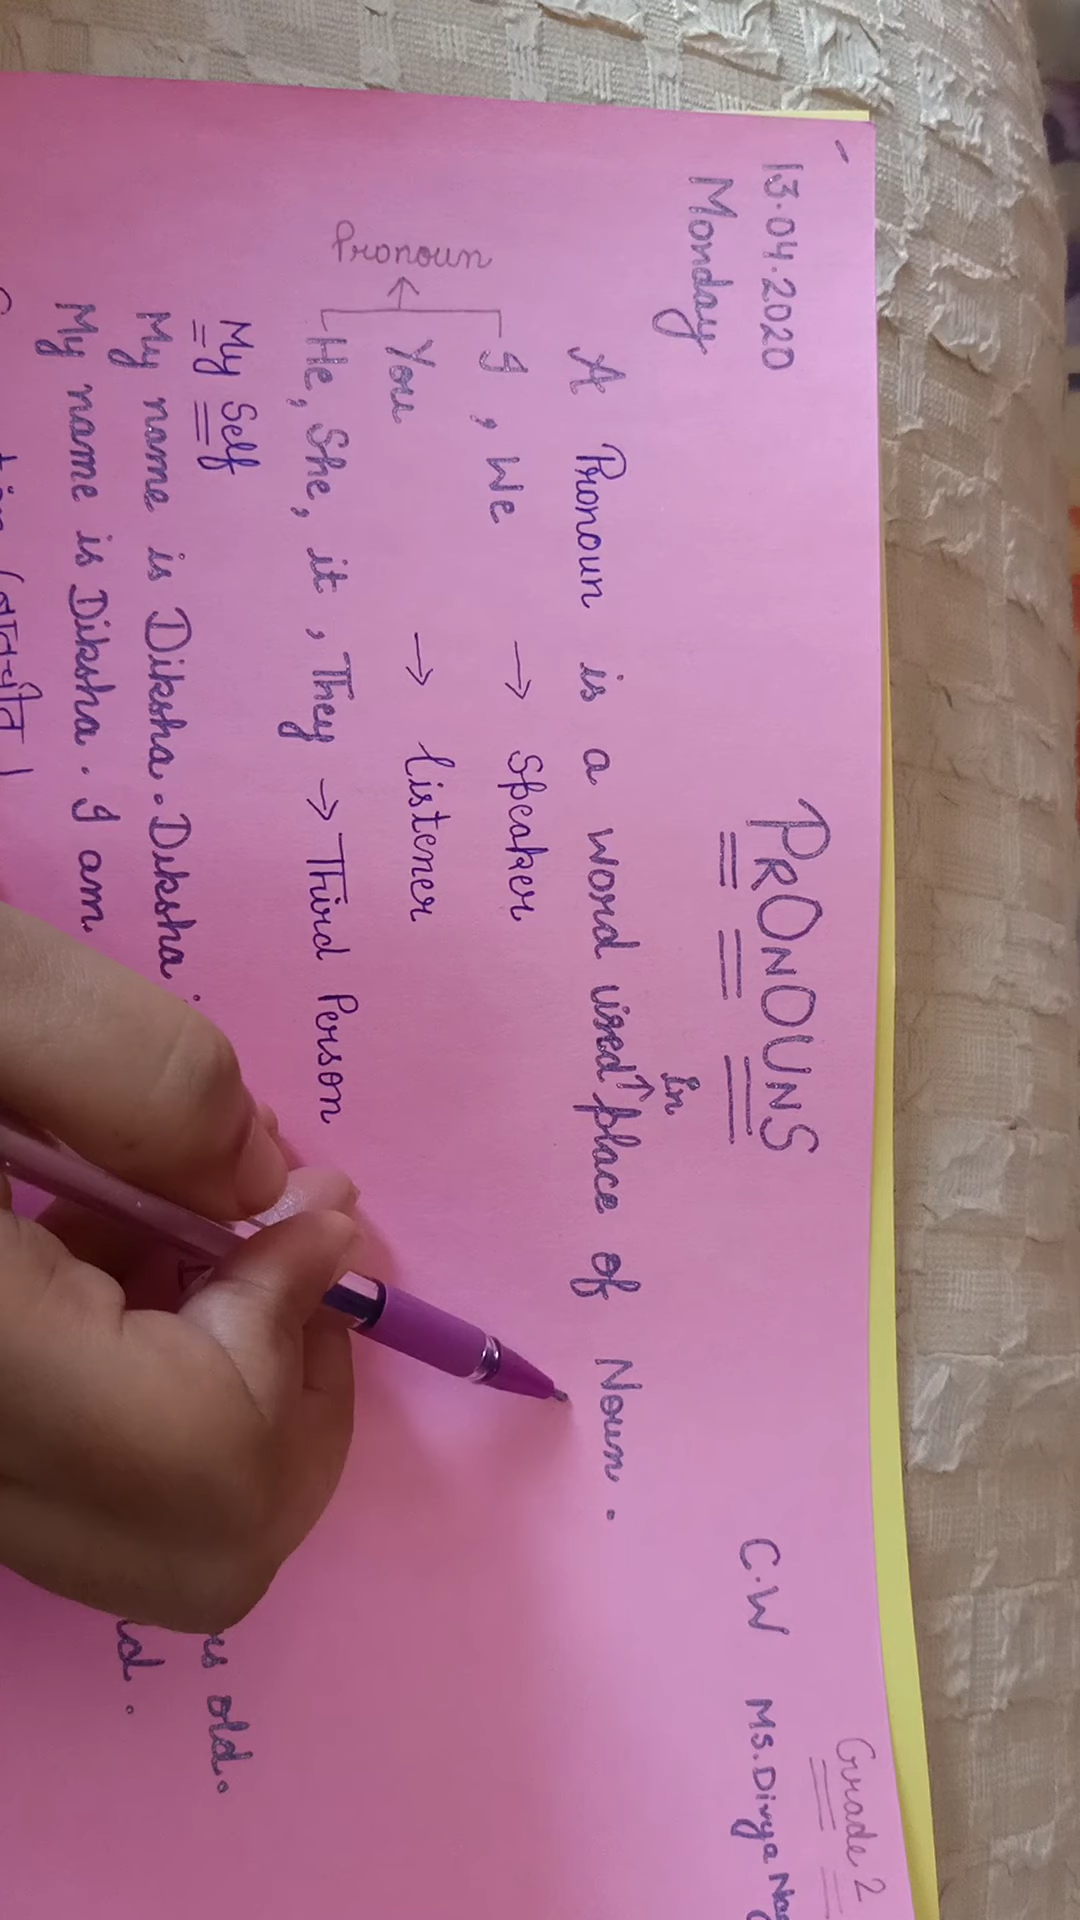 Grade 2
13.04.2020 PRONOUNS C.W Ms.Divya
Monday
In
A Pronoun is a word used ^ place of Noun.
I, We → Speaker
Pronoun ← You → listener
He, She, it, They → Third Person
My Self
My name is Diksha. Diksha old.
My name is Diksha. I am
(बातचीत)